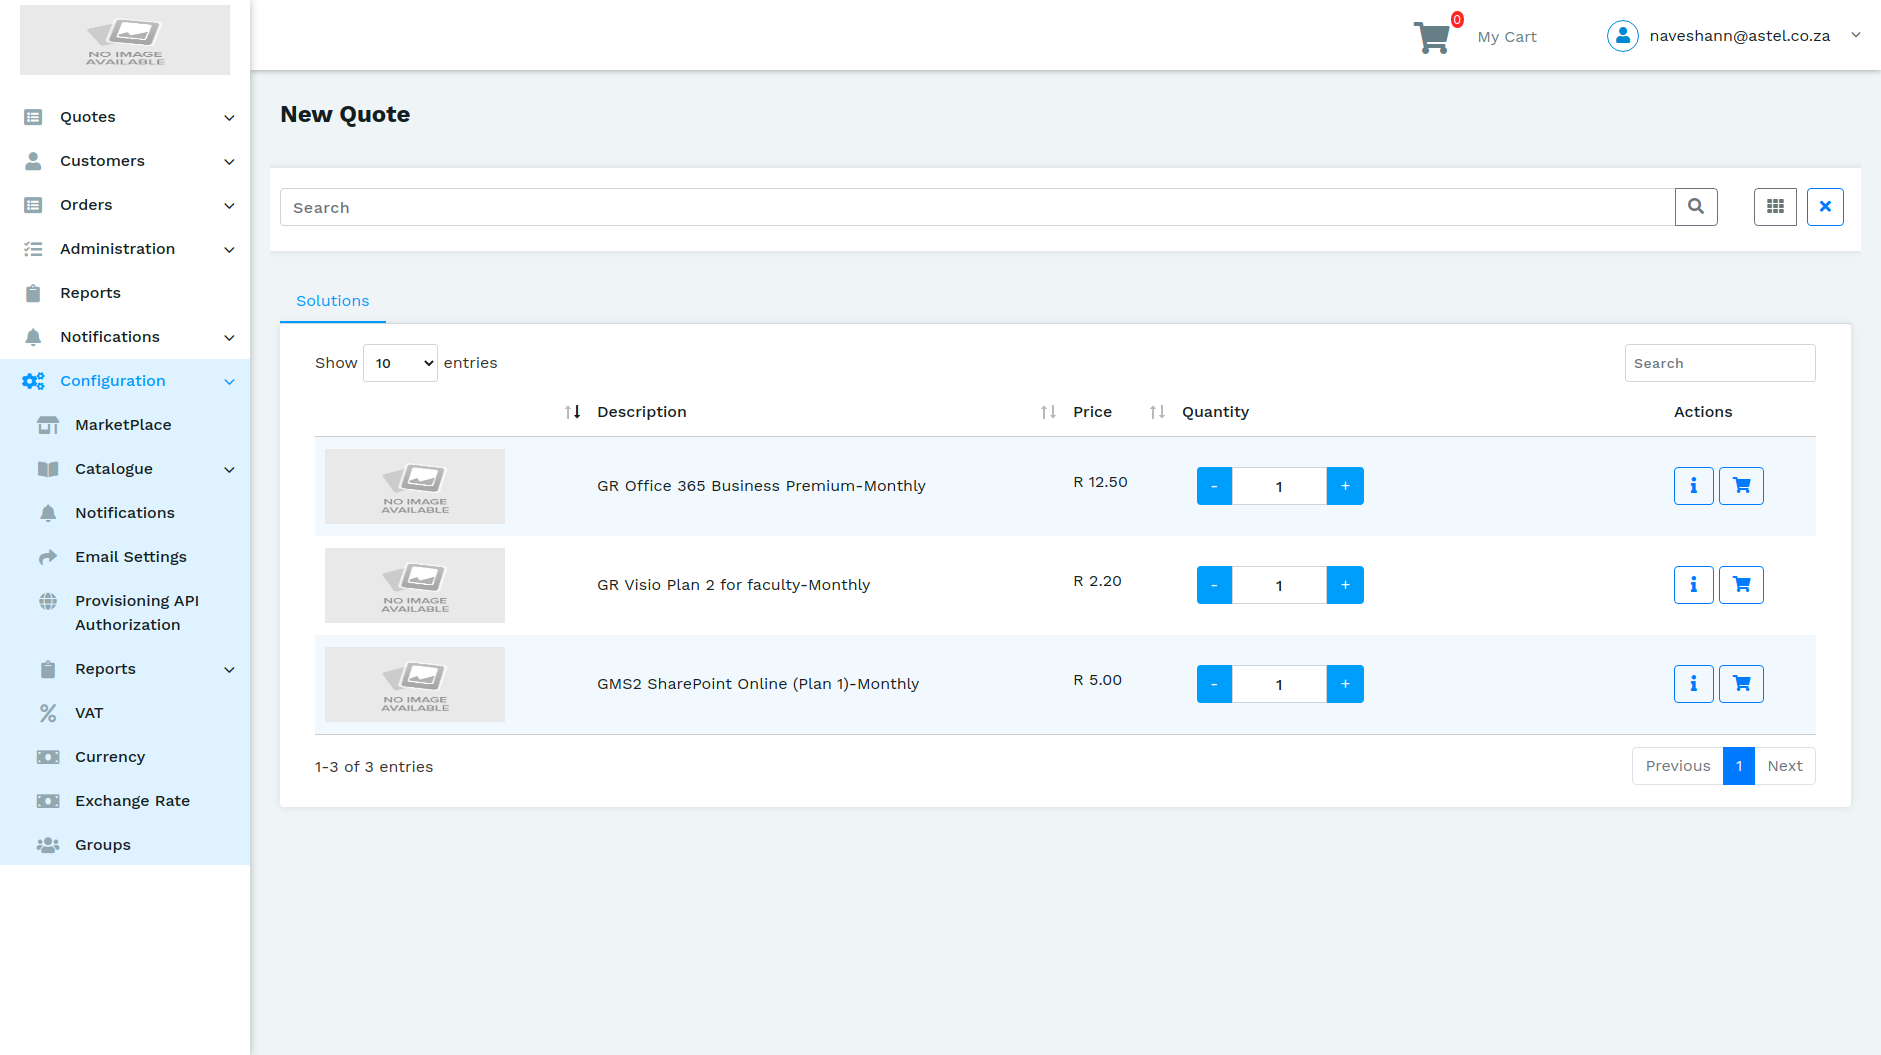 NO IMAGE
AVAILABLE
0
My Cart
naveshann@astel.co.za
Quotes
Customers
Orders
Administration
Reports
Notifications
Configuration
MarketPlace
Catalogue
Notifications
Email Settings
Provisioning API
Authorization
Reports
VAT
Currency
Exchange Rate
Groups
New Quote
Search
Solutions
Show 10 entries
Search
Description Price Quantity Actions
NO IMAGE
AVAILABLE
GR Office 365 Business Premium-Monthly R 12.50 - 1 +
NO IMAGE
AVAILABLE
GR Visio Plan 2 for faculty-Monthly R 2.20 - 1 +
NO IMAGE
AVAILABLE
GMS2 SharePoint Online (Plan 1)-Monthly R 5.00 - 1 +
1-3 of 3 entries
Previous 1 Next